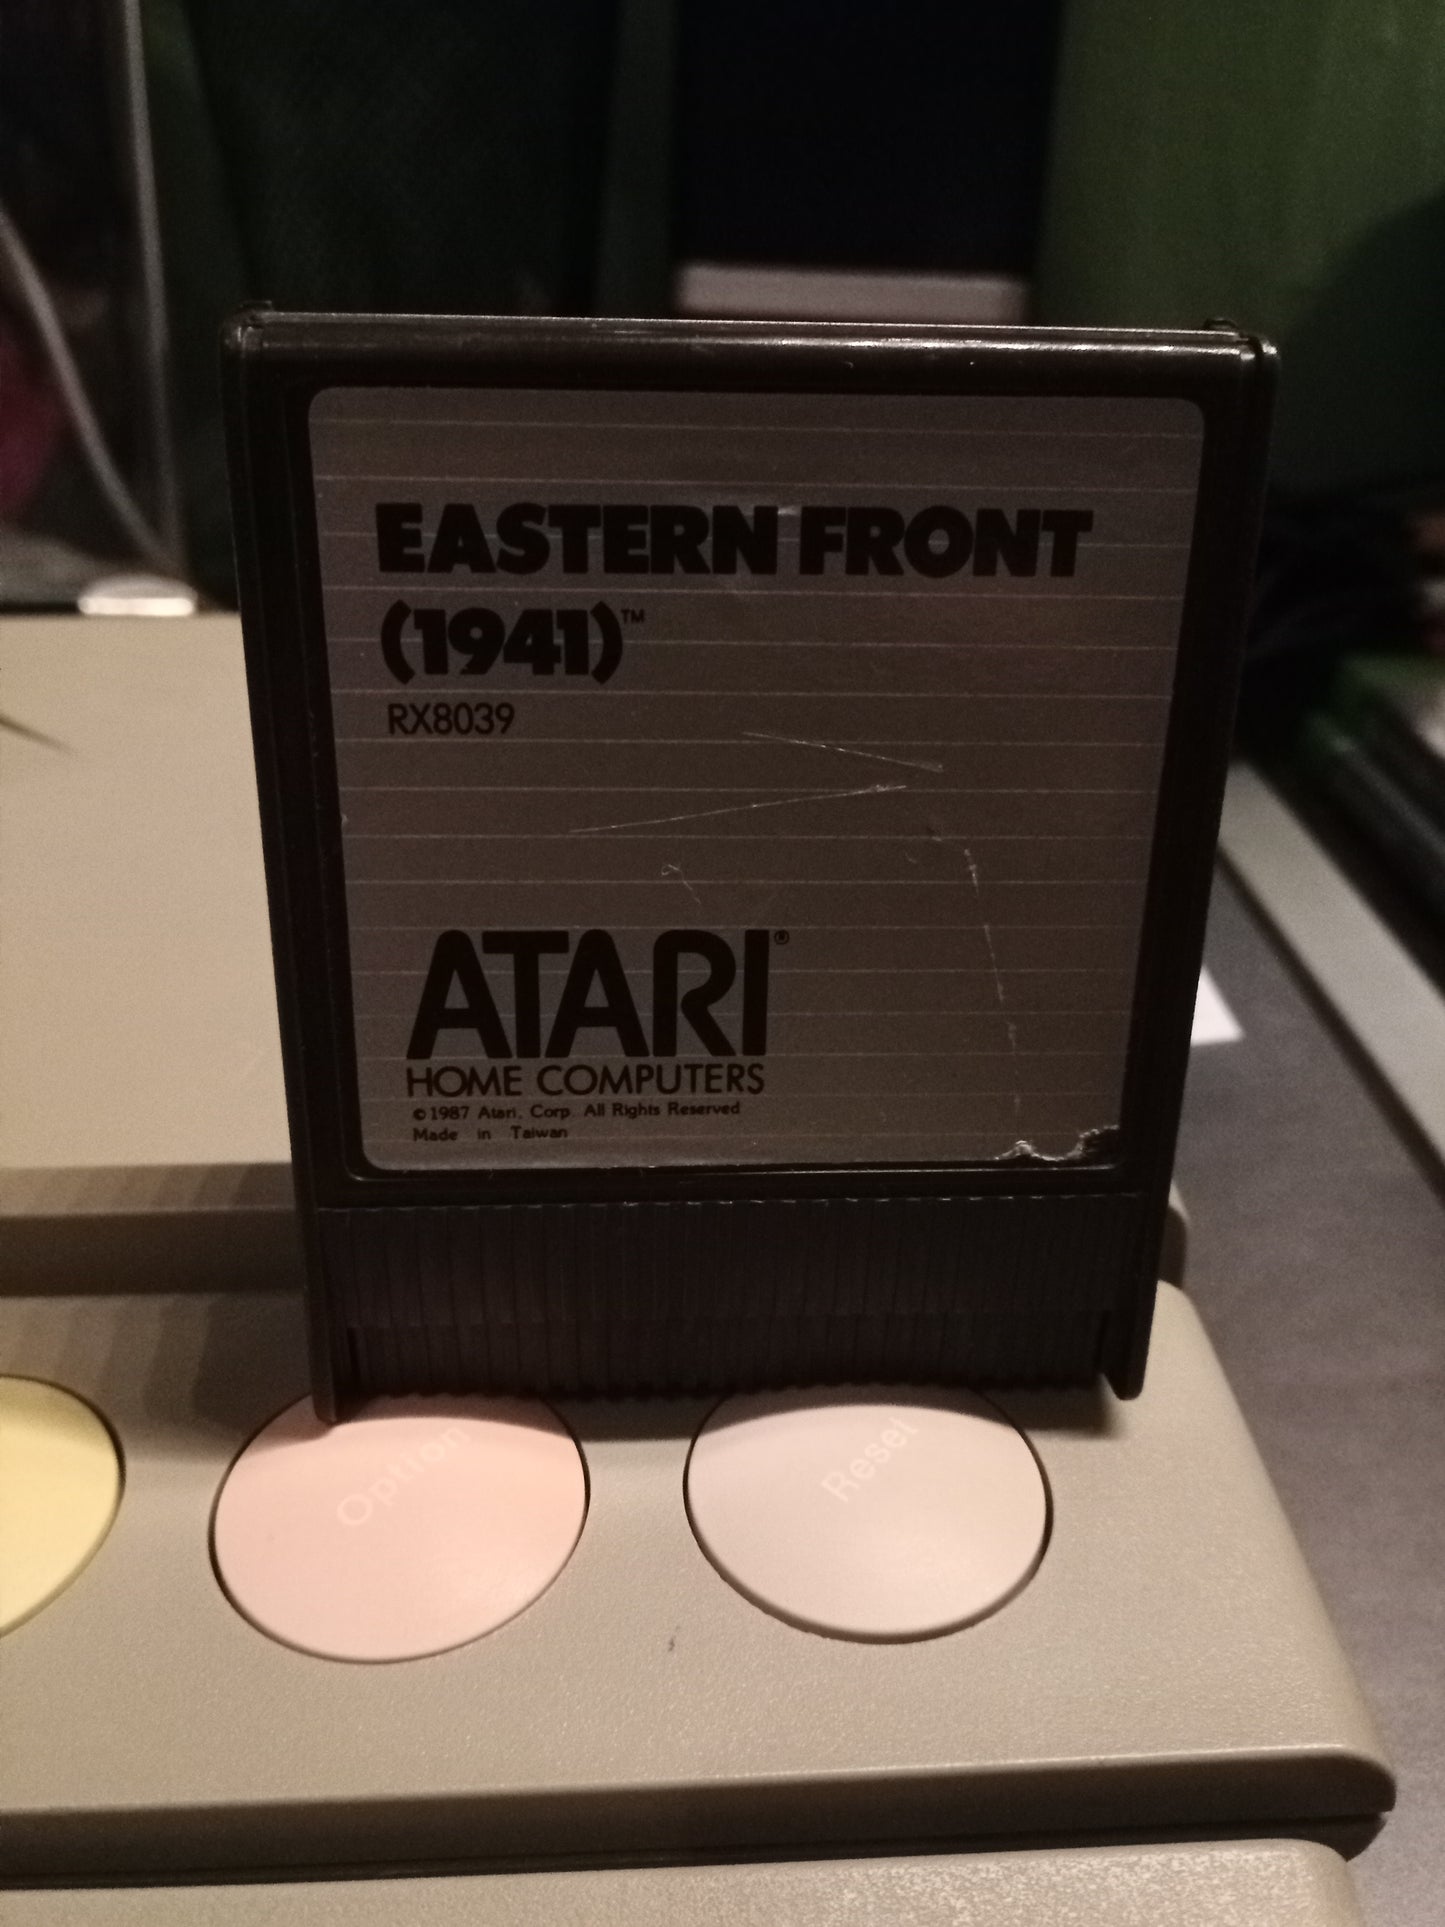 EASTERN FRONT
(1941)™
RX8039
ATARI®
HOME COMPUTERS
©1987 Atari, Corp. All Rights Reserved
Made in Taiwan
Option
Reset